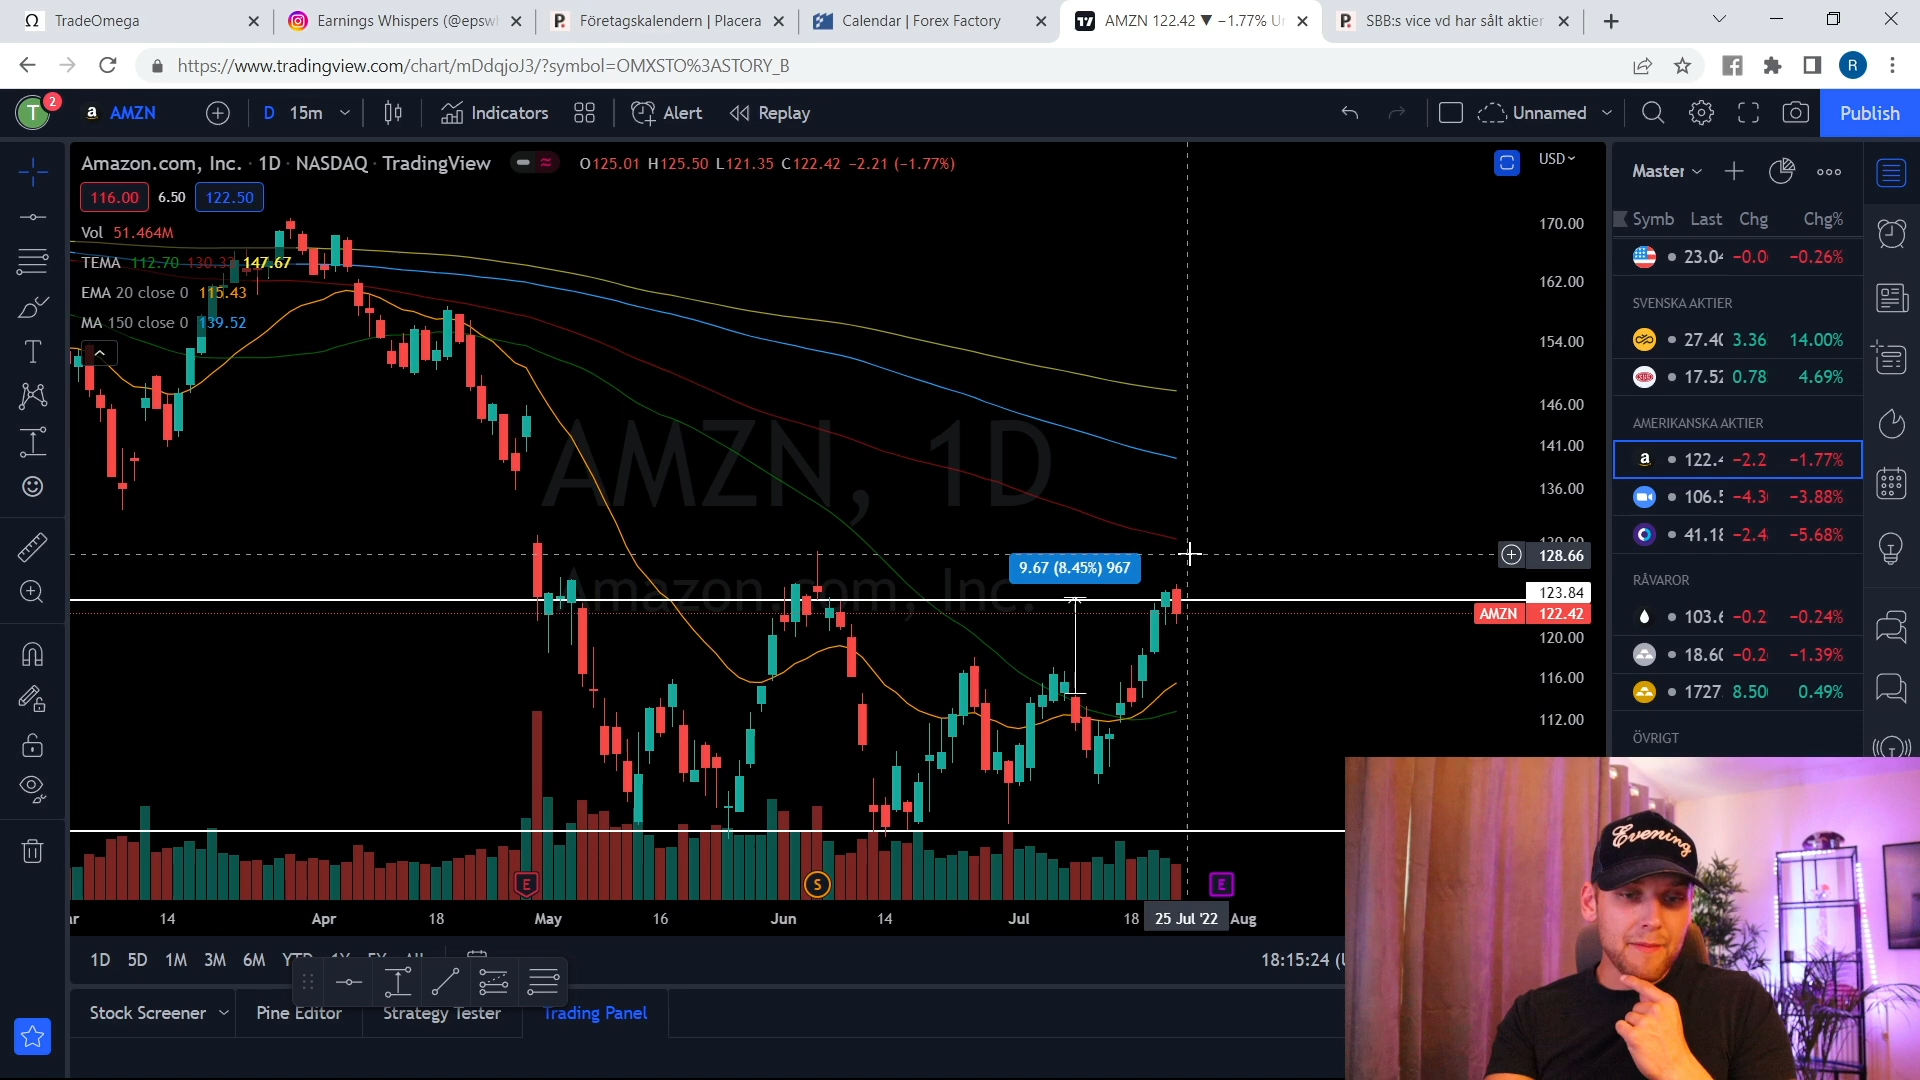 TradeOmega
Earnings Whispers (@epswl
Företagskalendern | Placera
Calendar | Forex Factory
AMZN 122.42 ▼ −1.77% Ur
SBB:s vice vd har sålt aktier
https://www.tradingview.com/chart/mDdqjoJ3/?symbol=OMXSTO%3ASTORY_B
R
T 2
AMZN
D 15m
Indicators
Alert
Replay
Unnamed
Publish
Amazon.com, Inc. · 1D · NASDAQ · TradingView
O125.01 H125.50 L121.35 C122.42 −2.21 (−1.77%)
USD
116.00 6.50 122.50
Vol 51.464M
TEMA 112.70 130.33 147.67
EMA 20 close 0 115.43
MA 150 close 0 139.52
AMZN, 1D
Amazon.com, Inc.
9.67 (8.45%) 967
170.00
162.00
154.00
146.00
141.00
136.00
128.66
123.84
AMZN 122.42
120.00
116.00
112.00
E
S
E
14 Apr 18 May 16 Jun 14 Jul 18 25 Jul '22 Aug
1D 5D 1M 3M 6M
18:15:24
Stock Screener
Pine Editor
Strategy Tester
Trading Panel
Master
Symb Last Chg Chg%
23.04 −0.0 −0.26%
SVENSKA AKTIER
27.40 3.36 14.00%
17.52 0.78 4.69%
AMERIKANSKA AKTIER
122.4 −2.2 −1.77%
106.5 −4.3 −3.88%
41.18 −2.4 −5.68%
RÅVAROR
103.6 −0.2 −0.24%
18.60 −0.2 −1.39%
1727. 8.50 0.49%
ÖVRIGT
Evening